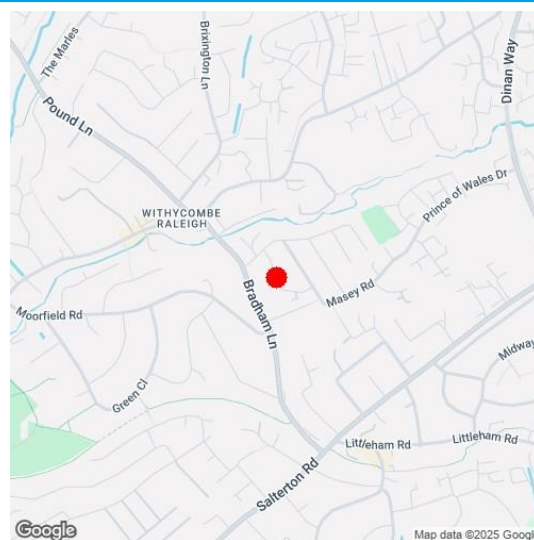 The Marles
Brixington Ln
Dinan Way
Pound Ln
Prince of Wales Dr
WITHYCOMBE
RALEIGH
Masey Rd
Moorfield Rd
Bradham Ln
Midway
Green Cl
Littleham Rd
Littleham Rd
Salterton Rd
Google
Map data ©2025 Google